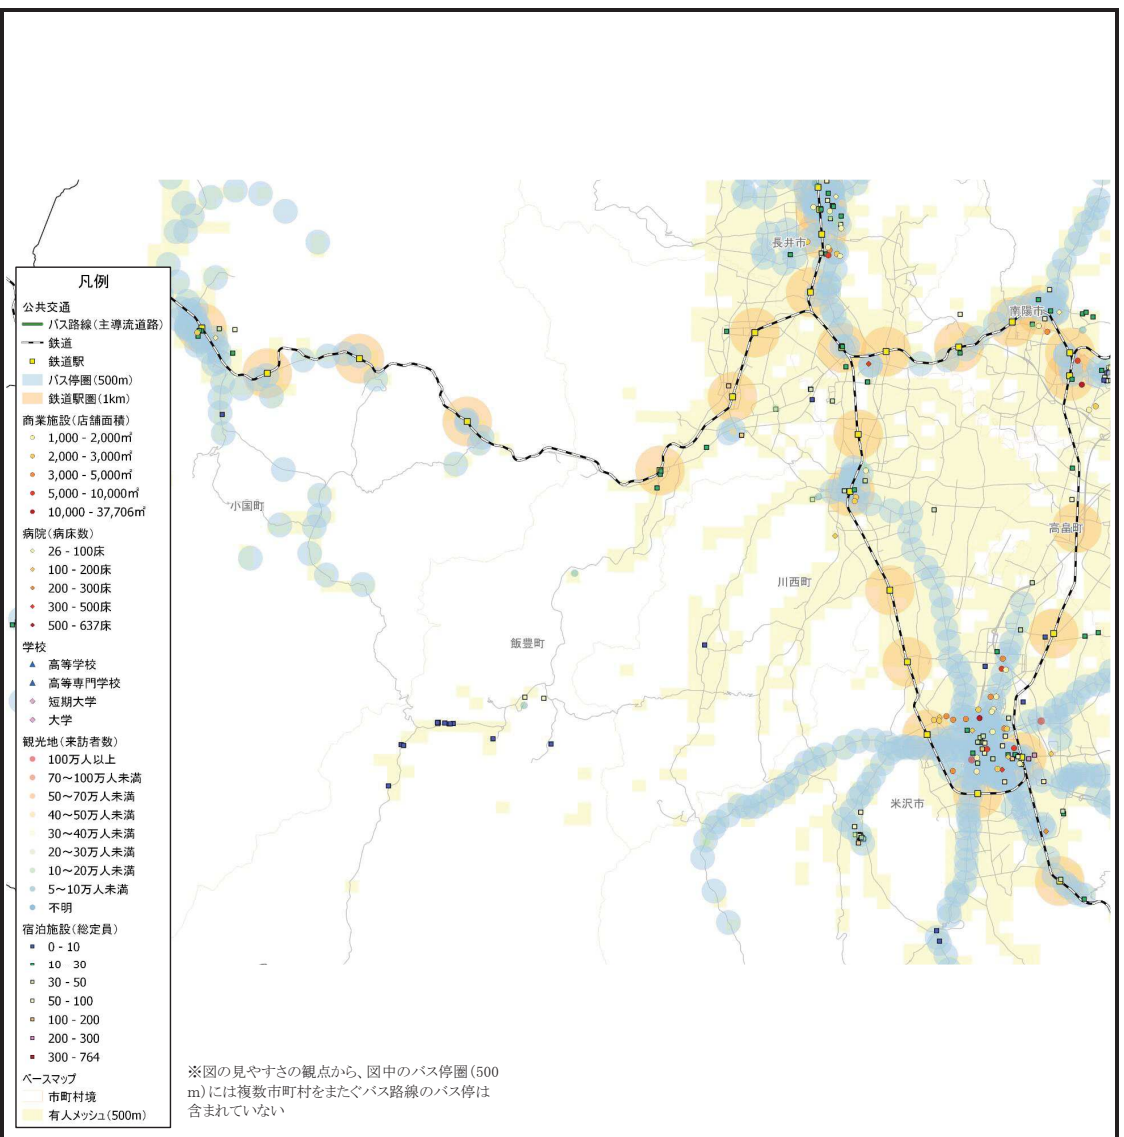 凡例
公共交通
バス路線(主導流道路)
鉄道
鉄道駅
バス停圏(500m)
鉄道駅圏(1km)
商業施設(店舗面積)
1,000 - 2,000㎡
2,000 - 3,000㎡
3,000 - 5,000㎡
5,000 - 10,000㎡
10,000 - 37,706㎡
病院(病床数)
26 - 100床
100 - 200床
200 - 300床
300 - 500床
500 - 637床
学校
高等学校
高等専門学校
短期大学
大学
観光地(来訪者数)
100万人以上
70～100万人未満
50～70万人未満
40～50万人未満
30～40万人未満
20～30万人未満
10～20万人未満
5～10万人未満
不明
宿泊施設(総定員)
0 - 10
10 - 30
30 - 50
50 - 100
100 - 200
200 - 300
300 - 764
ベースマップ
市町村境
有人メッシュ(500m)
長井市
南陽市
小国町
高畠町
川西町
飯豊町
米沢市
※図の見やすさの観点から、図中のバス停圏(500
m)には複数市町村をまたぐバス路線のバス停は
含まれていない